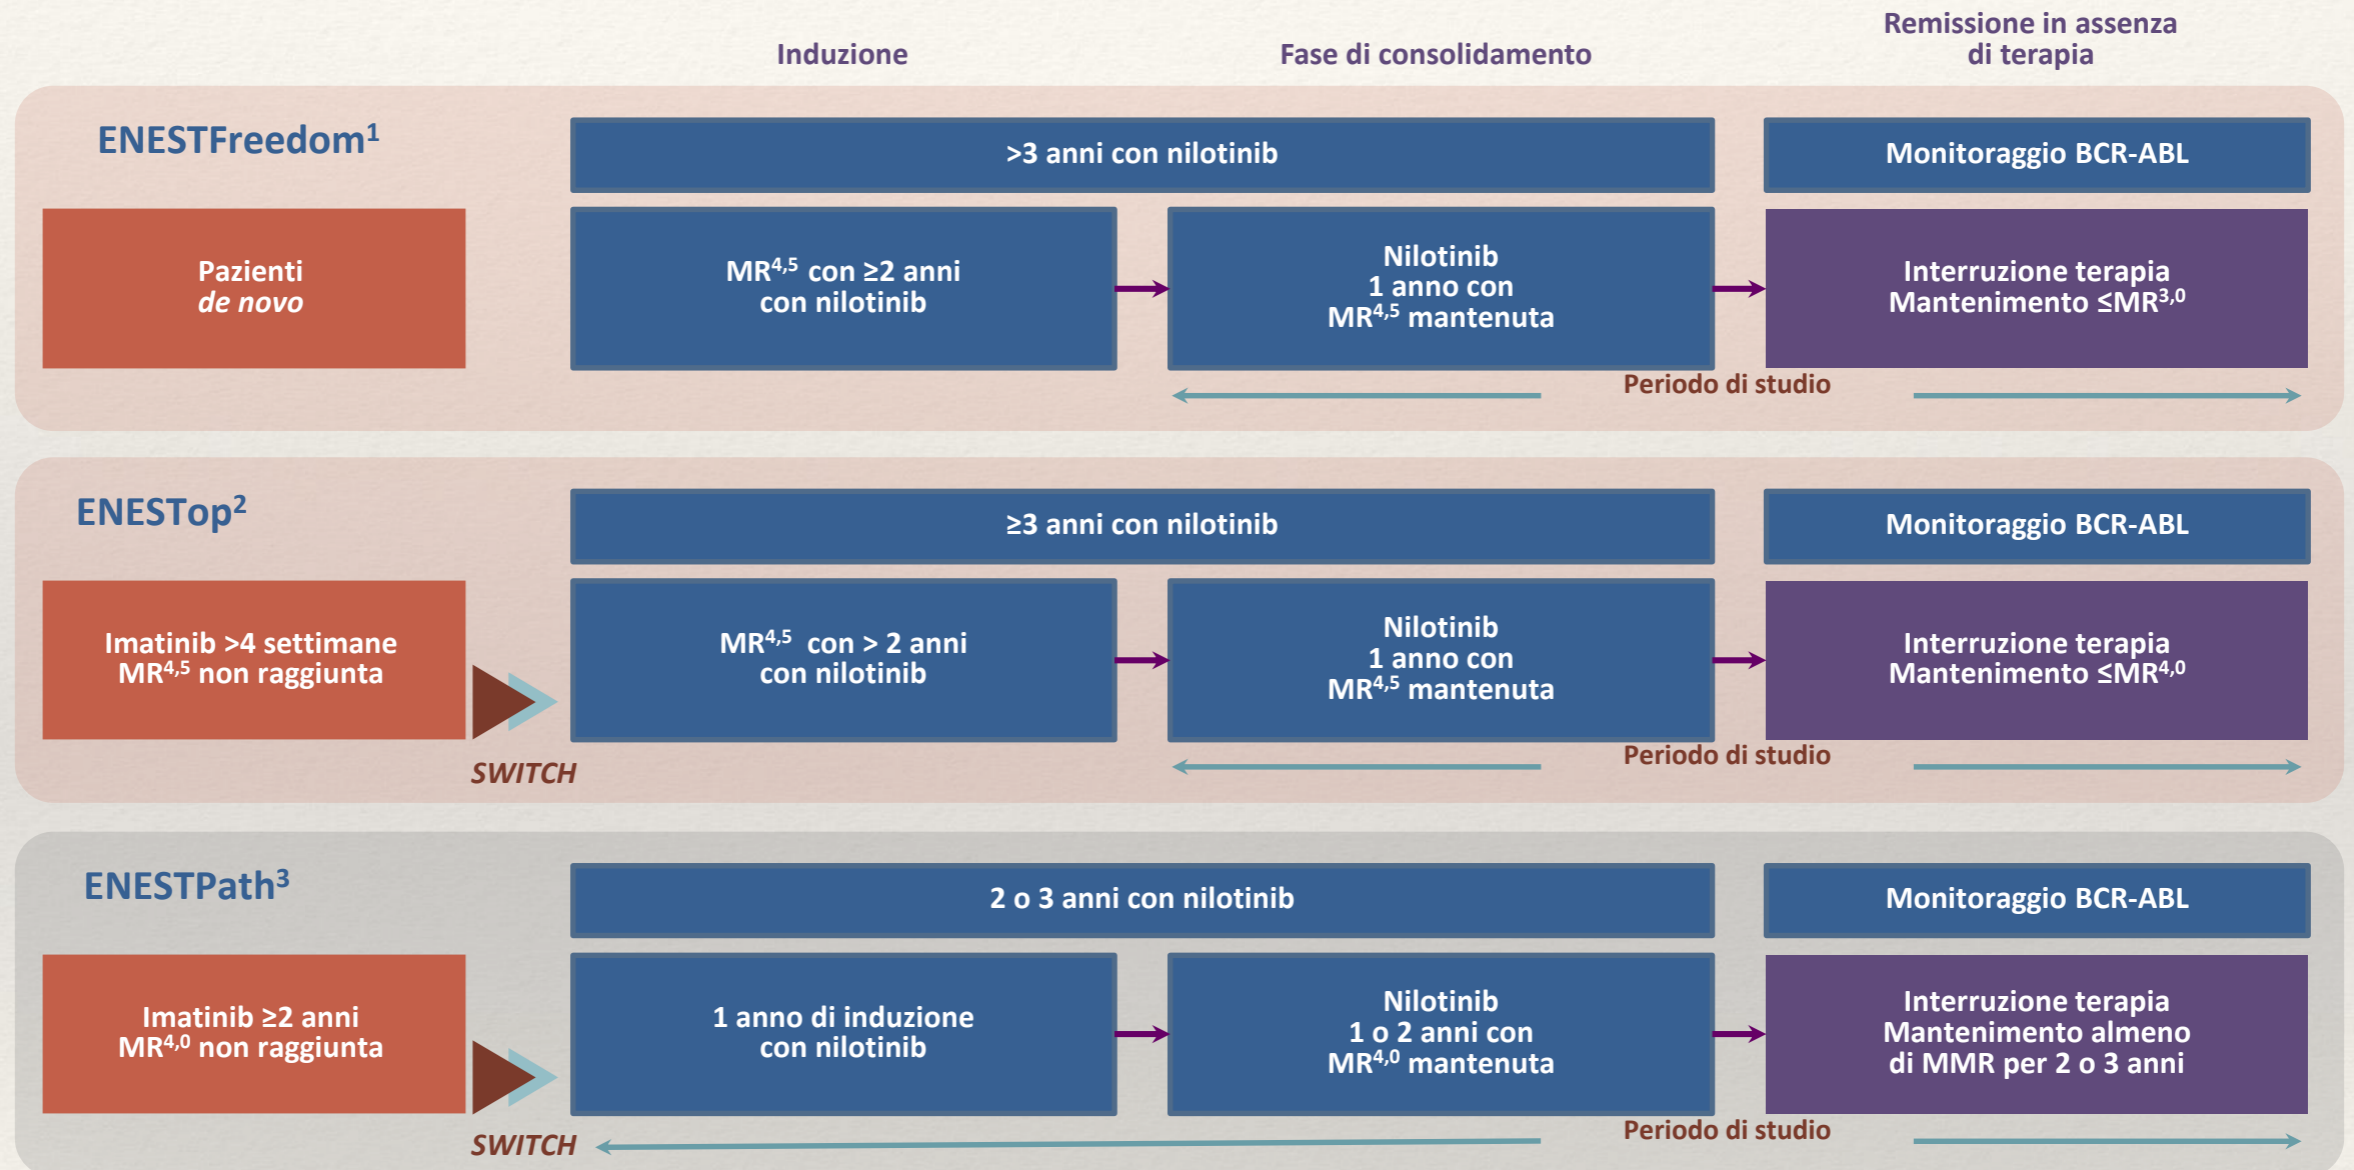 Induzione
Fase di consolidamento
Remissione in assenza
di terapia
ENESTFreedom¹
>3 anni con nilotinib
Monitoraggio BCR-ABL
Pazienti
de novo
MR⁴,⁵ con ≥2 anni
con nilotinib
Nilotinib
1 anno con
MR⁴,⁵ mantenuta
Interruzione terapia
Mantenimento ≤MR³,⁰
Periodo di studio
ENESTop²
≥3 anni con nilotinib
Monitoraggio BCR-ABL
Imatinib >4 settimane
MR⁴,⁵ non raggiunta
SWITCH
MR⁴,⁵ con > 2 anni
con nilotinib
Nilotinib
1 anno con
MR⁴,⁵ mantenuta
Interruzione terapia
Mantenimento ≤MR⁴,⁰
Periodo di studio
ENESTPath³
2 o 3 anni con nilotinib
Monitoraggio BCR-ABL
Imatinib ≥2 anni
MR⁴,⁰ non raggiunta
SWITCH
1 anno di induzione
con nilotinib
Nilotinib
1 o 2 anni con
MR⁴,⁰ mantenuta
Interruzione terapia
Mantenimento almeno
di MMR per 2 o 3 anni
Periodo di studio